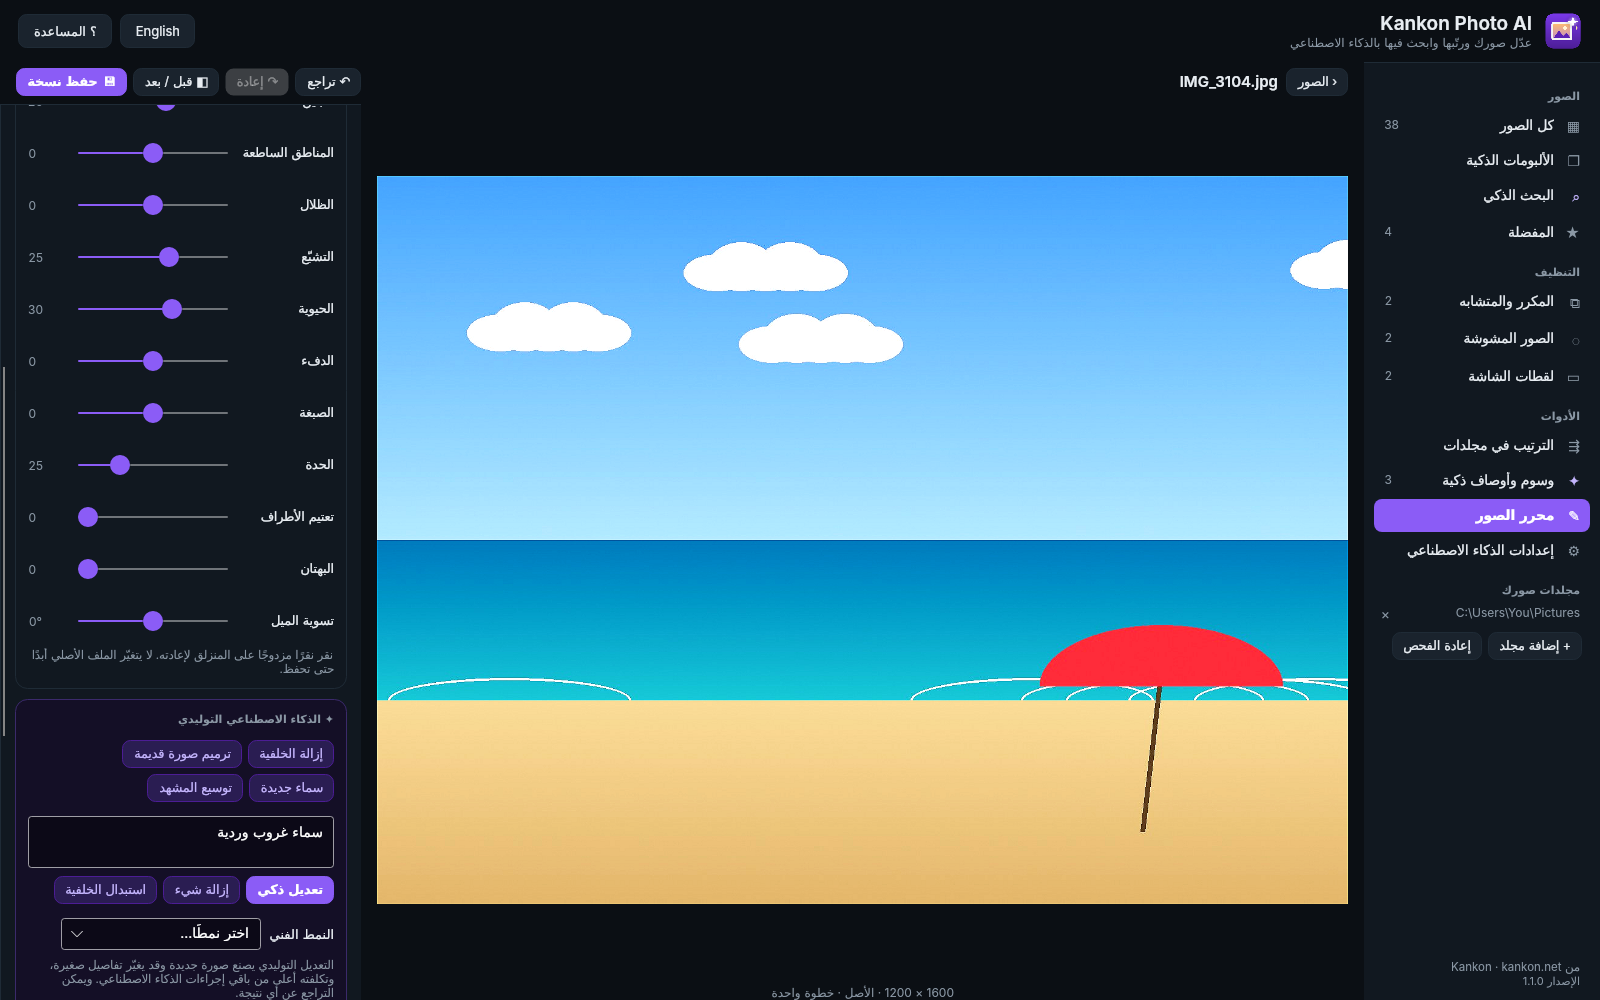 Kankon Photo AI
عدّل صورك ورتّبها وابحث فيها بالذكاء الاصطناعي
English
؟ المساعدة
الصور
▦ كل الصور 38
❐ الألبومات الذكية
⌕ البحث الذكي
★ المفضلة 4
التنظيف
⧉ المكرر والمتشابه 2
◌ الصور المشوشة 2
▭ لقطات الشاشة 2
الأدوات
⇶ الترتيب في مجلدات
✦ وسوم وأوصاف ذكية 3
✎ محرر الصور
⚙ إعدادات الذكاء الاصطناعي
مجلدات صورك
C:\Users\You\Pictures ×
+ إضافة مجلد
إعادة الفحص
من Kankon · kankon.net
الإصدار 1.1.0
‹ الصور
IMG_3104.jpg
↶ تراجع
↷ إعادة
◧ قبل / بعد
💾 حفظ نسخة
المناطق الساطعة 0
الظلال 0
التشبّع 25
الحيوية 30
الدفء 0
الصبغة 0
الحدة 25
تعتيم الأطراف 0
البهتان 0
تسوية الميل 0°
نقر نقرًا مزدوجًا على المنزلق لإعادته. لا يتغيّر الملف الأصلي أبدًا
حتى تحفظ.
✦ الذكاء الاصطناعي التوليدي
إزالة الخلفية
ترميم صورة قديمة
سماء جديدة
توسيع المشهد
سماء غروب وردية
تعديل ذكي
إزالة شيء
استبدال الخلفية
النمط الفني
اختر نمطًا...
التعديل التوليدي يصنع صورة جديدة وقد يغيّر تفاصيل صغيرة،
وتكلفته أعلى من باقي إجراءات الذكاء الاصطناعي. ويمكن
التراجع عن أي نتيجة.
1600 × 1200 · الأصل · خطوة واحدة